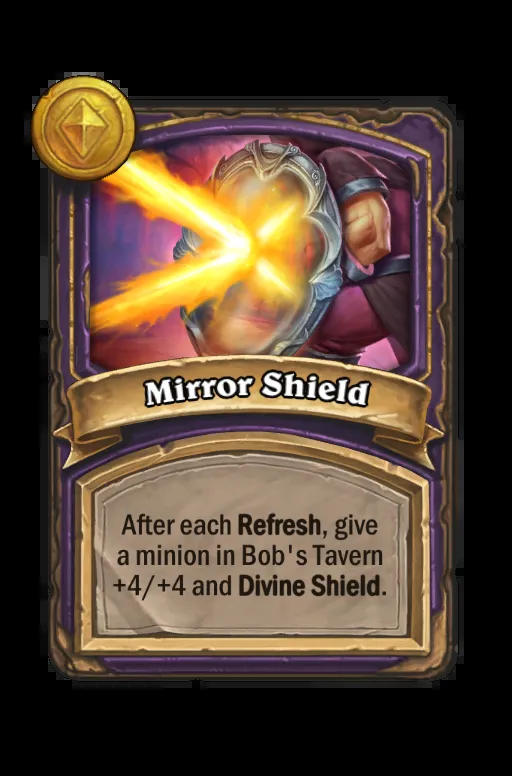 Mirror Shield
After each Refresh, give
a minion in Bob's Tavern
+4/+4 and Divine Shield.